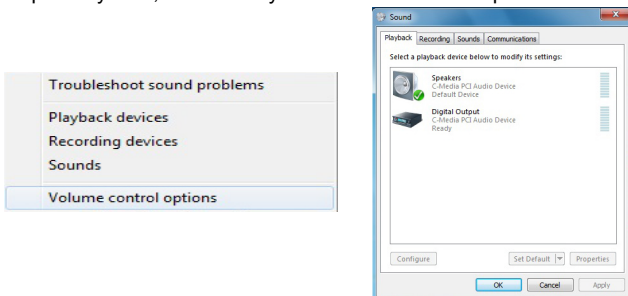 Troubleshoot sound problems
Playback devices
Recording devices
Sounds
Volume control options
Sound
Playback Recording Sounds Communications
Select a playback device below to modify its settings:
Speakers
C-Media PCI Audio Device
Default Device
Digital Output
C-Media PCI Audio Device
Ready
Configure Set Default Properties
OK Cancel Apply